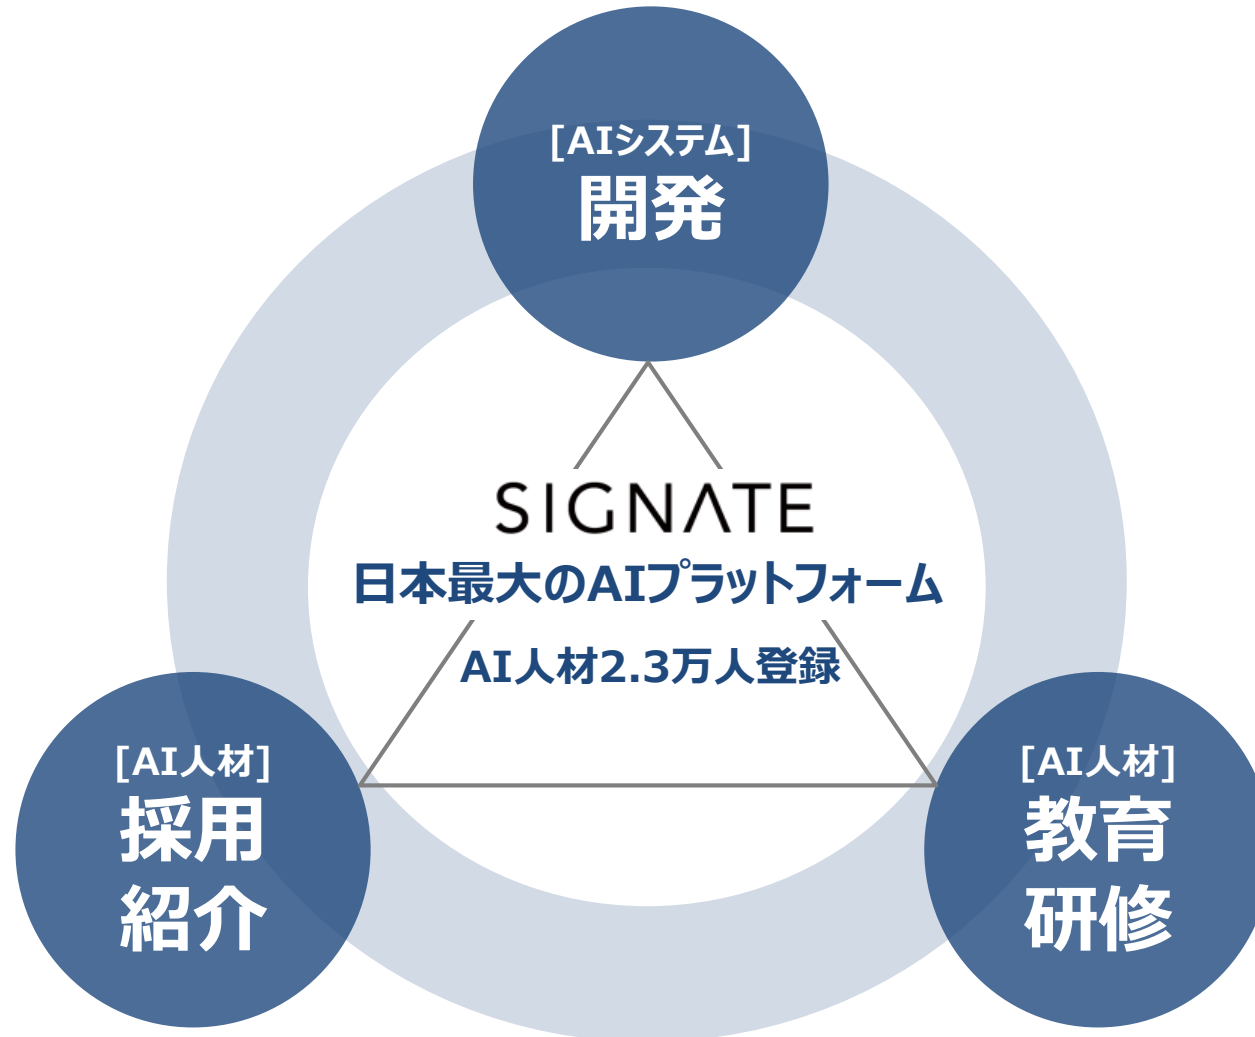 [AIシステム]
開発
SIGNATE
日本最大のAIプラットフォーム
AI人材2.3万人登録
[AI人材]
採用
紹介
[AI人材]
教育
研修